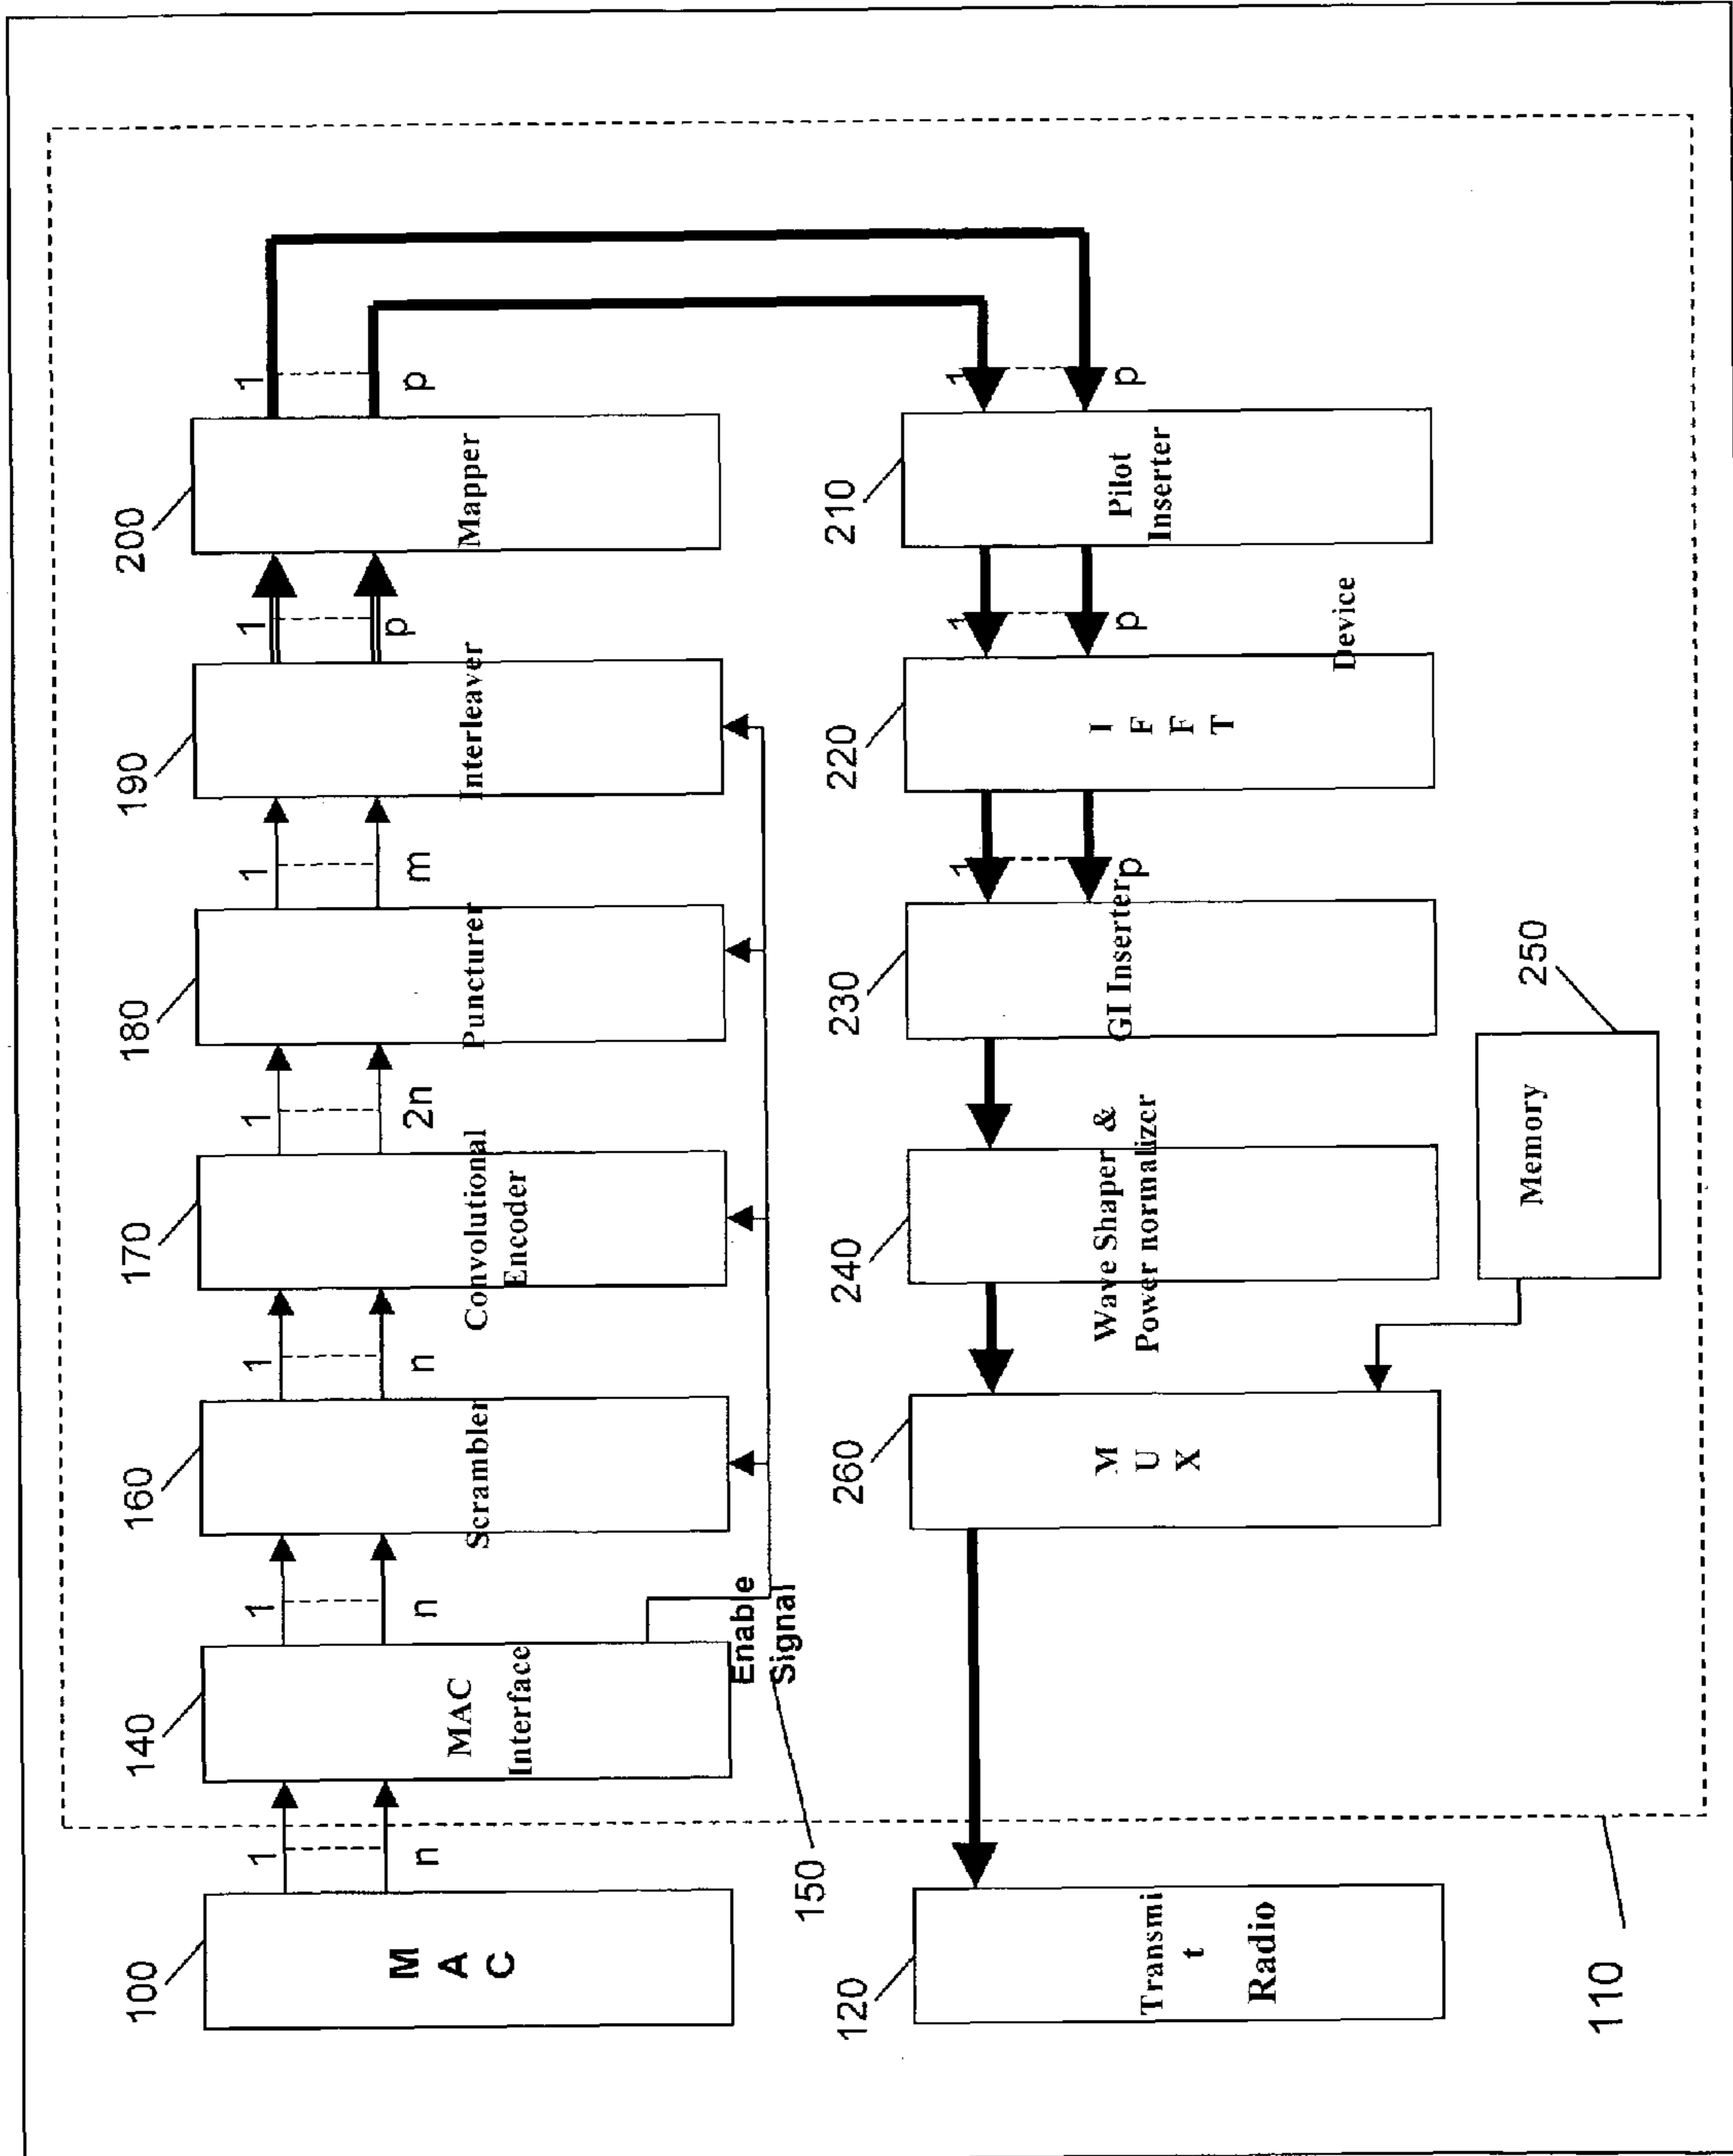 100
M
A
C
1
n
140
MAC
Interface
1
n
160
Scrambler
1
n
170
Convolutional
Encoder
1
2n
180
Puncturer
1
m
190
Interleaver
1
p
200
Mapper
1
p
Enable
Signal
150
120
Transmi
t
Radio
260
M
U
X
240
Wave Shaper &
Power normalizer
230
GI Inserter
1
p
220
I
F
F
T
1
p
210
Pilot
Inserter
1
p
Device
250
Memory
110